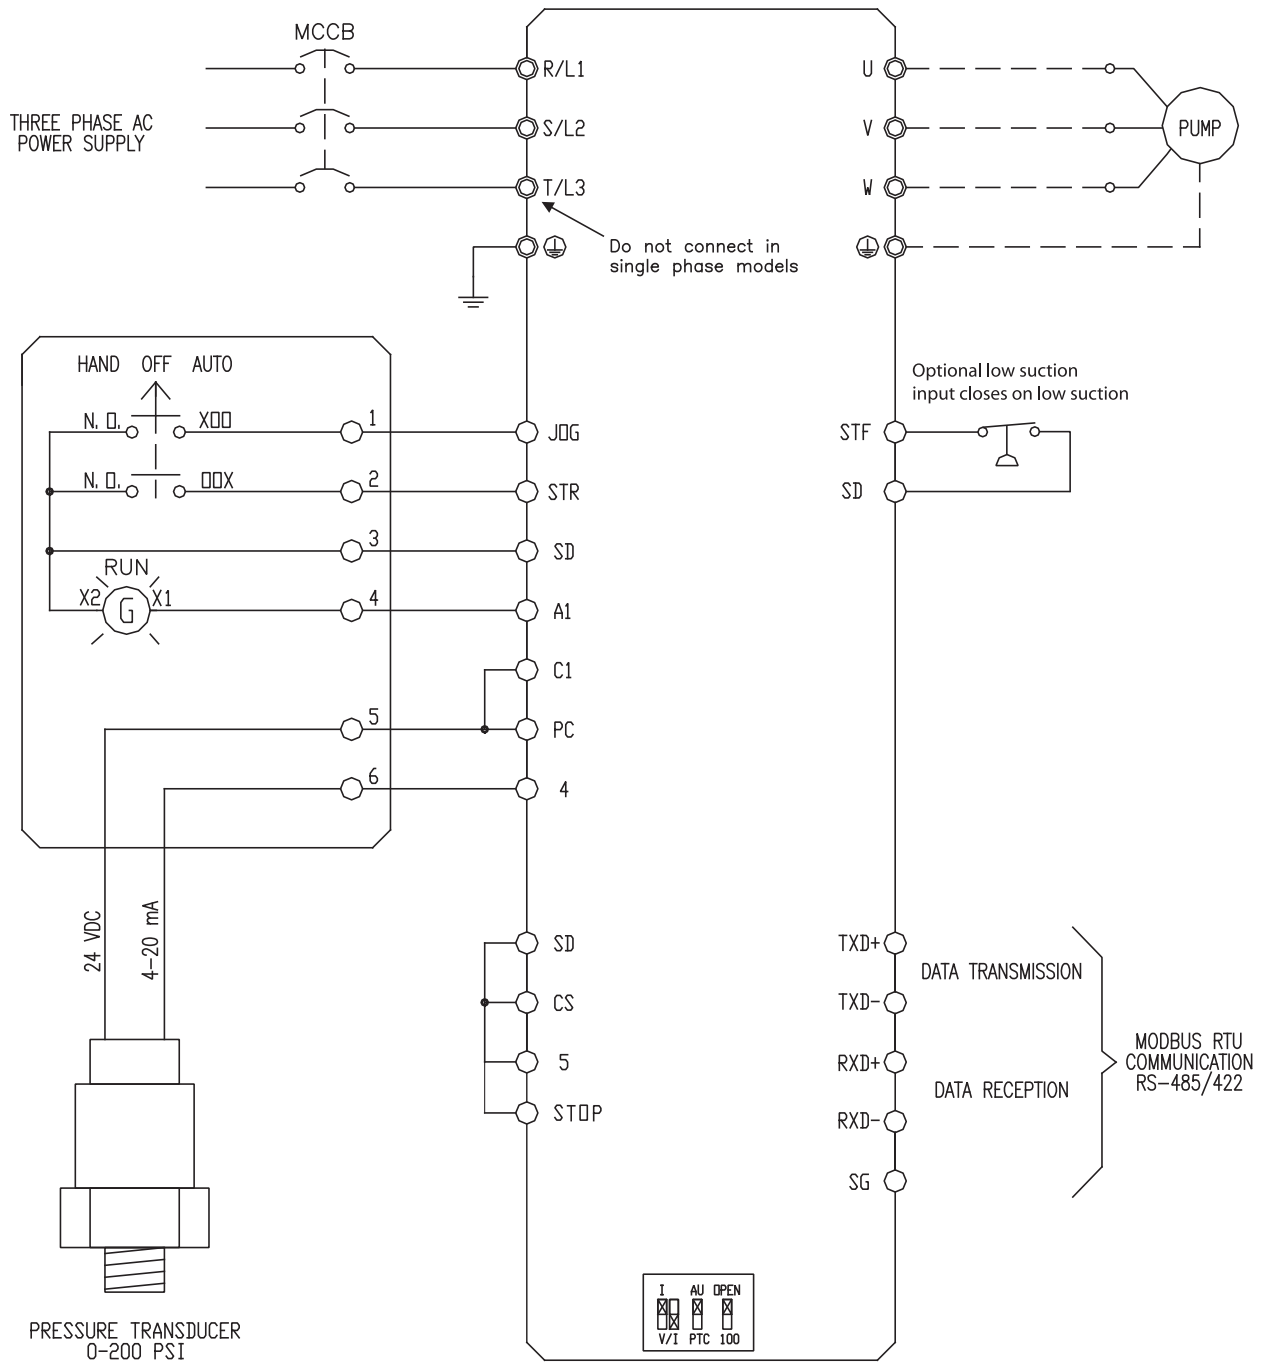 MCCB
THREE PHASE AC
POWER SUPPLY
R/L1
S/L2
T/L3
Do not connect in
single phase models
U
V
W
PUMP
HAND OFF AUTO
N.O. X00 1
N.O. 00X 2
3
RUN
X2 G X1 4
5
6
JOG
STR
SD
A1
C1
PC
4
Optional low suction
input closes on low suction
STF
SD
24 VDC
4-20 mA
SD
CS
5
STOP
TXD+
DATA TRANSMISSION
TXD-
RXD+
DATA RECEPTION
RXD-
SG
MODBUS RTU
COMMUNICATION
RS-485/422
I AU OPEN
V/I PTC 100
PRESSURE TRANSDUCER
0-200 PSI